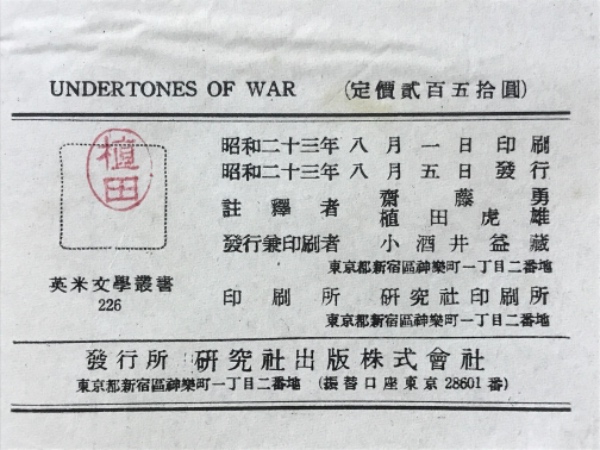 UNDERTONES OF WAR (定價貳百五拾圓)
植田
昭和二十三年八月一日 印刷
昭和二十三年八月五日 發行
註釋者 齋藤勇
植田虎雄
發行兼印刷者 小酒井益藏
東京都新宿區神樂町一丁目二番地
英米文學叢書
226
印刷所 研究社印刷所
東京都新宿區神樂町一丁目二番地
發行所 研究社出版株式會社
東京都新宿區神樂町一丁目二番地 (振替口座東京 28601 番)